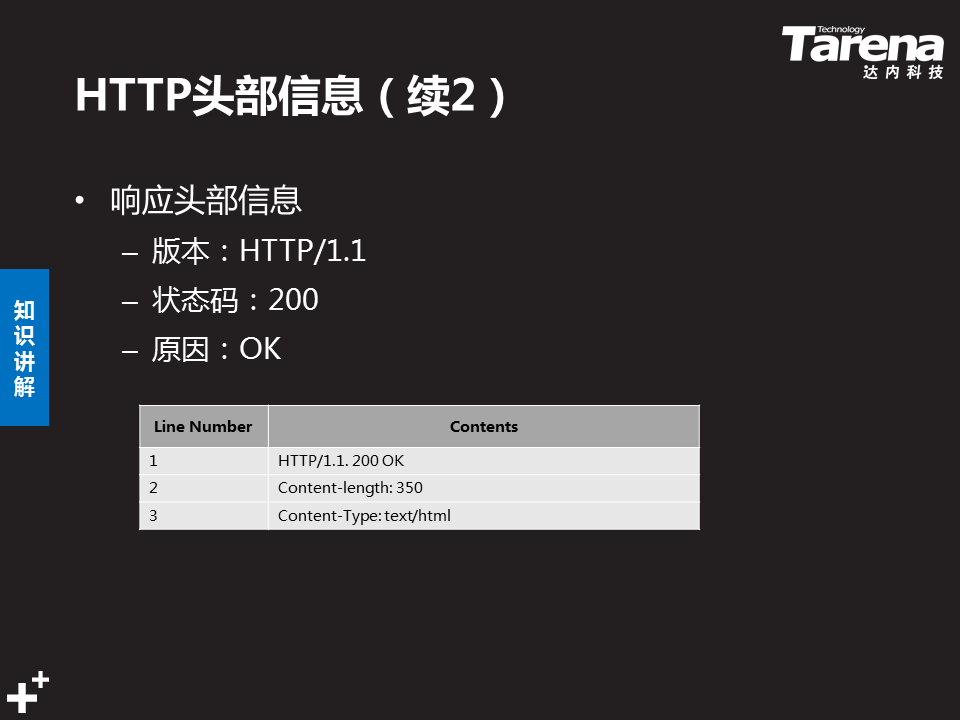 Technology
Tarena
达内科技
HTTP头部信息（续2）
• 响应头部信息
– 版本：HTTP/1.1
– 状态码：200
– 原因：OK
知识讲解
Line Number Contents
1 HTTP/1.1. 200 OK
2 Content-length: 350
3 Content-Type: text/html